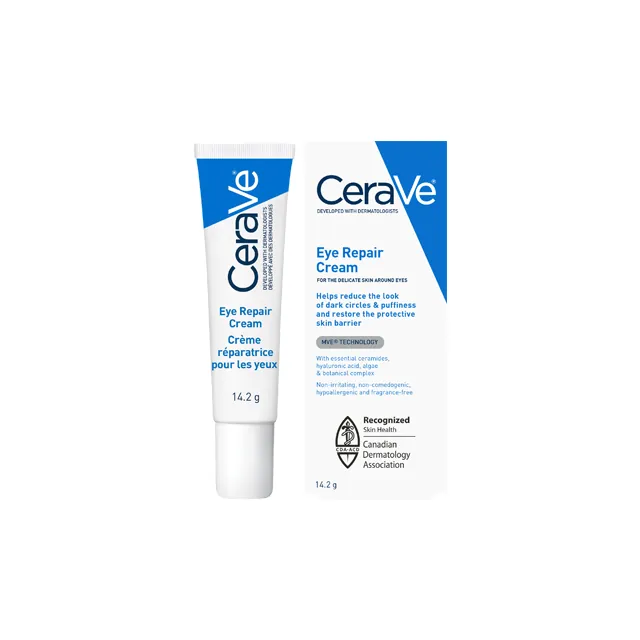 CeraVe
DEVELOPED WITH DERMATOLOGISTS
DÉVELOPPÉ AVEC DES DERMATOLOGUES
Eye Repair
Cream
Crème
réparatrice
pour les yeux
14.2 g
CeraVe®
DEVELOPED WITH DERMATOLOGISTS
Eye Repair
Cream
FOR THE DELICATE SKIN AROUND EYES
Helps reduce the look
of dark circles & puffiness
and restore the protective
skin barrier
MVE® TECHNOLOGY
With essential ceramides,
hyaluronic acid, algae
& botanical complex
Non-irritating, non-comedogenic,
hypoallergenic and fragrance-free
CDA-ACD
Recognized
Skin Health
Canadian
Dermatology
Association
14.2 g